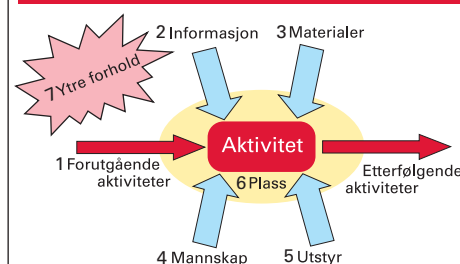 2 Informasjon
3 Materialer
7 Ytre forhold
Aktivitet
1 Forutgående
aktiviteter
6 Plass
Etterfølgende
aktiviteter
4 Mannskap
5 Utstyr